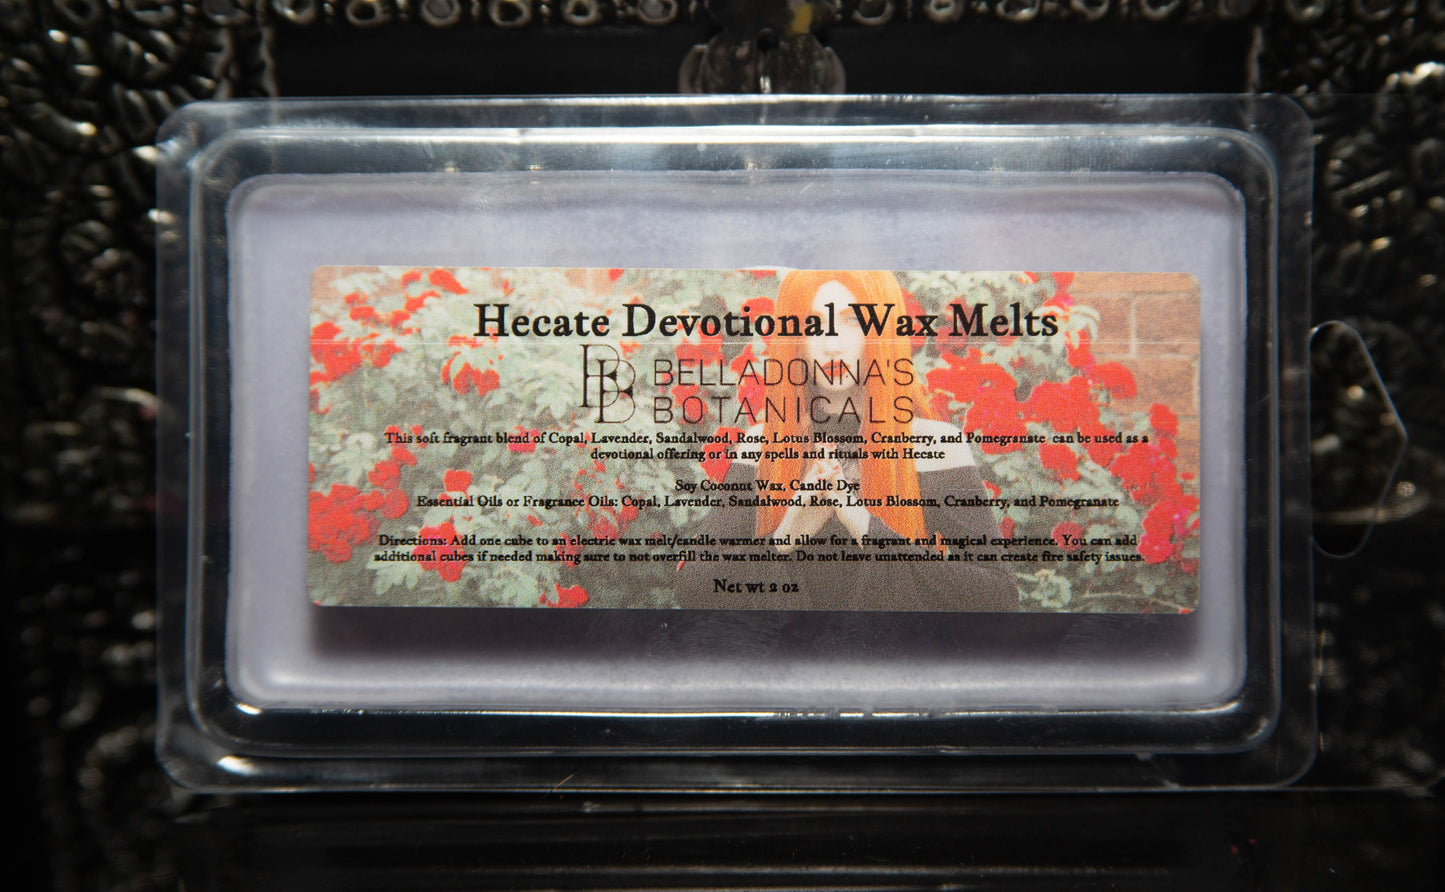 Hecate Devotional Wax Melts
BB BELLADONNA'S
BOTANICALS
This soft fragrant blend of Copal, Lavender, Sandalwood, Rose, Lotus Blossom, Cranberry, and Pomegranate can be used as a
devotional offering or in any spells and rituals with Hecate
Soy Coconut Wax, Candle Dye
Essential Oils or Fragrance Oils: Copal, Lavender, Sandalwood, Rose, Lotus Blossom, Cranberry, and Pomegranate
Directions: Add one cube to an electric wax melt/candle warmer and allow for a fragrant and magical experience. You can add
additional cubes if needed making sure to not overfill the wax melter. Do not leave unattended as it can create fire safety issues.
Net wt 2 oz